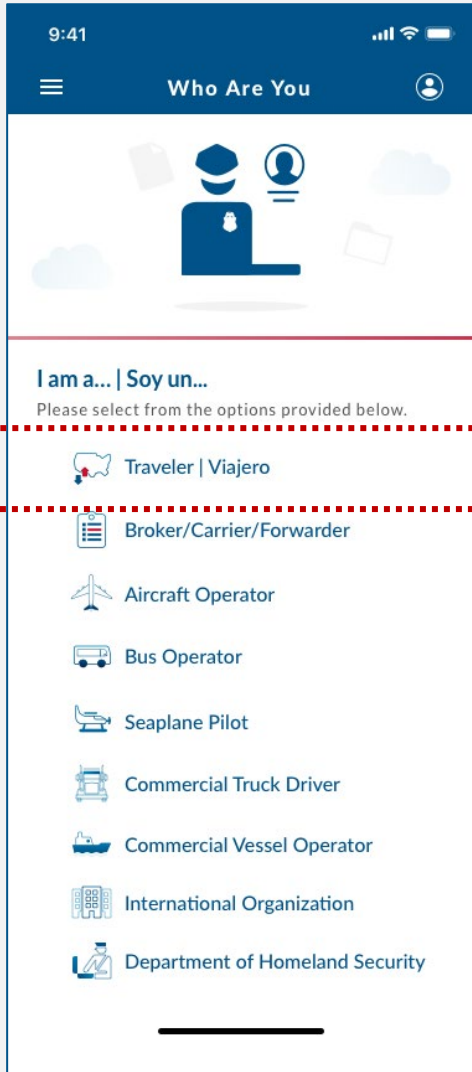 9:41
Who Are You
I am a... | Soy un...
Please select from the options provided below.
Traveler | Viajero
Broker/Carrier/Forwarder
Aircraft Operator
Bus Operator
Seaplane Pilot
Commercial Truck Driver
Commercial Vessel Operator
International Organization
Department of Homeland Security